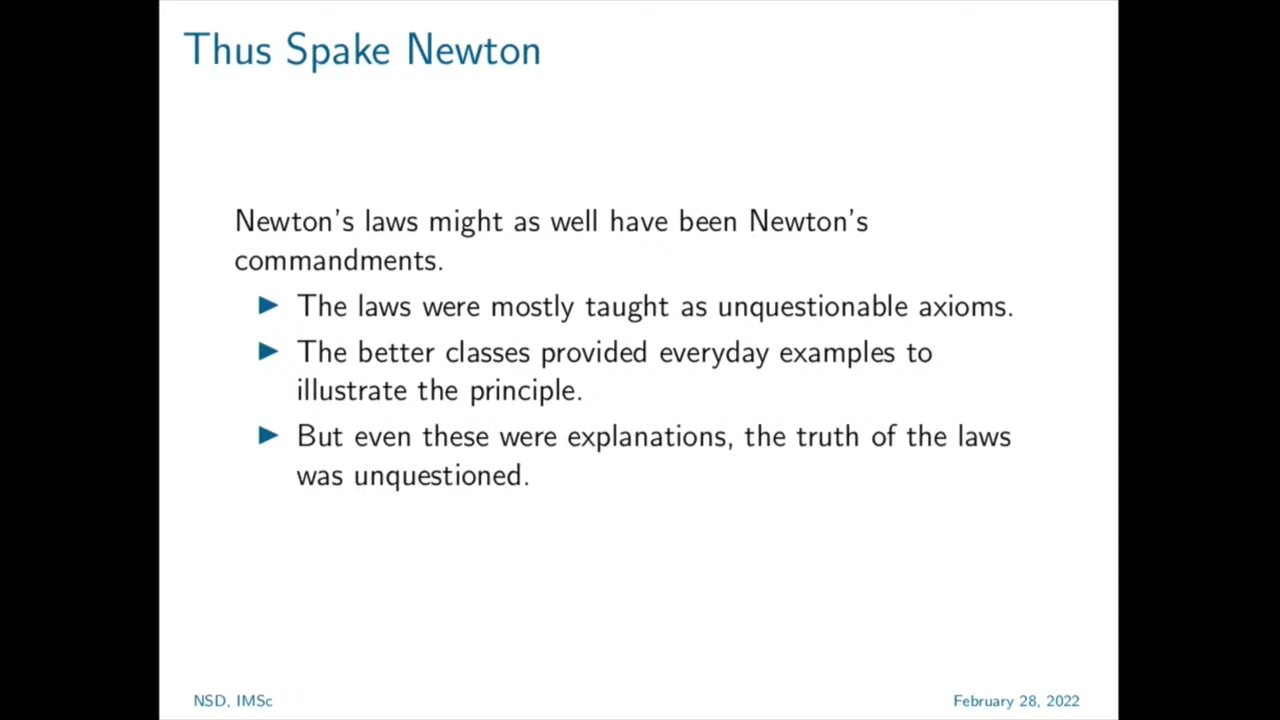 Thus Spake Newton
Newton's laws might as well have been Newton's
commandments.
▶ The laws were mostly taught as unquestionable axioms.
▶ The better classes provided everyday examples to
illustrate the principle.
▶ But even these were explanations, the truth of the laws
was unquestioned.
NSD, IMSc
February 28, 2022